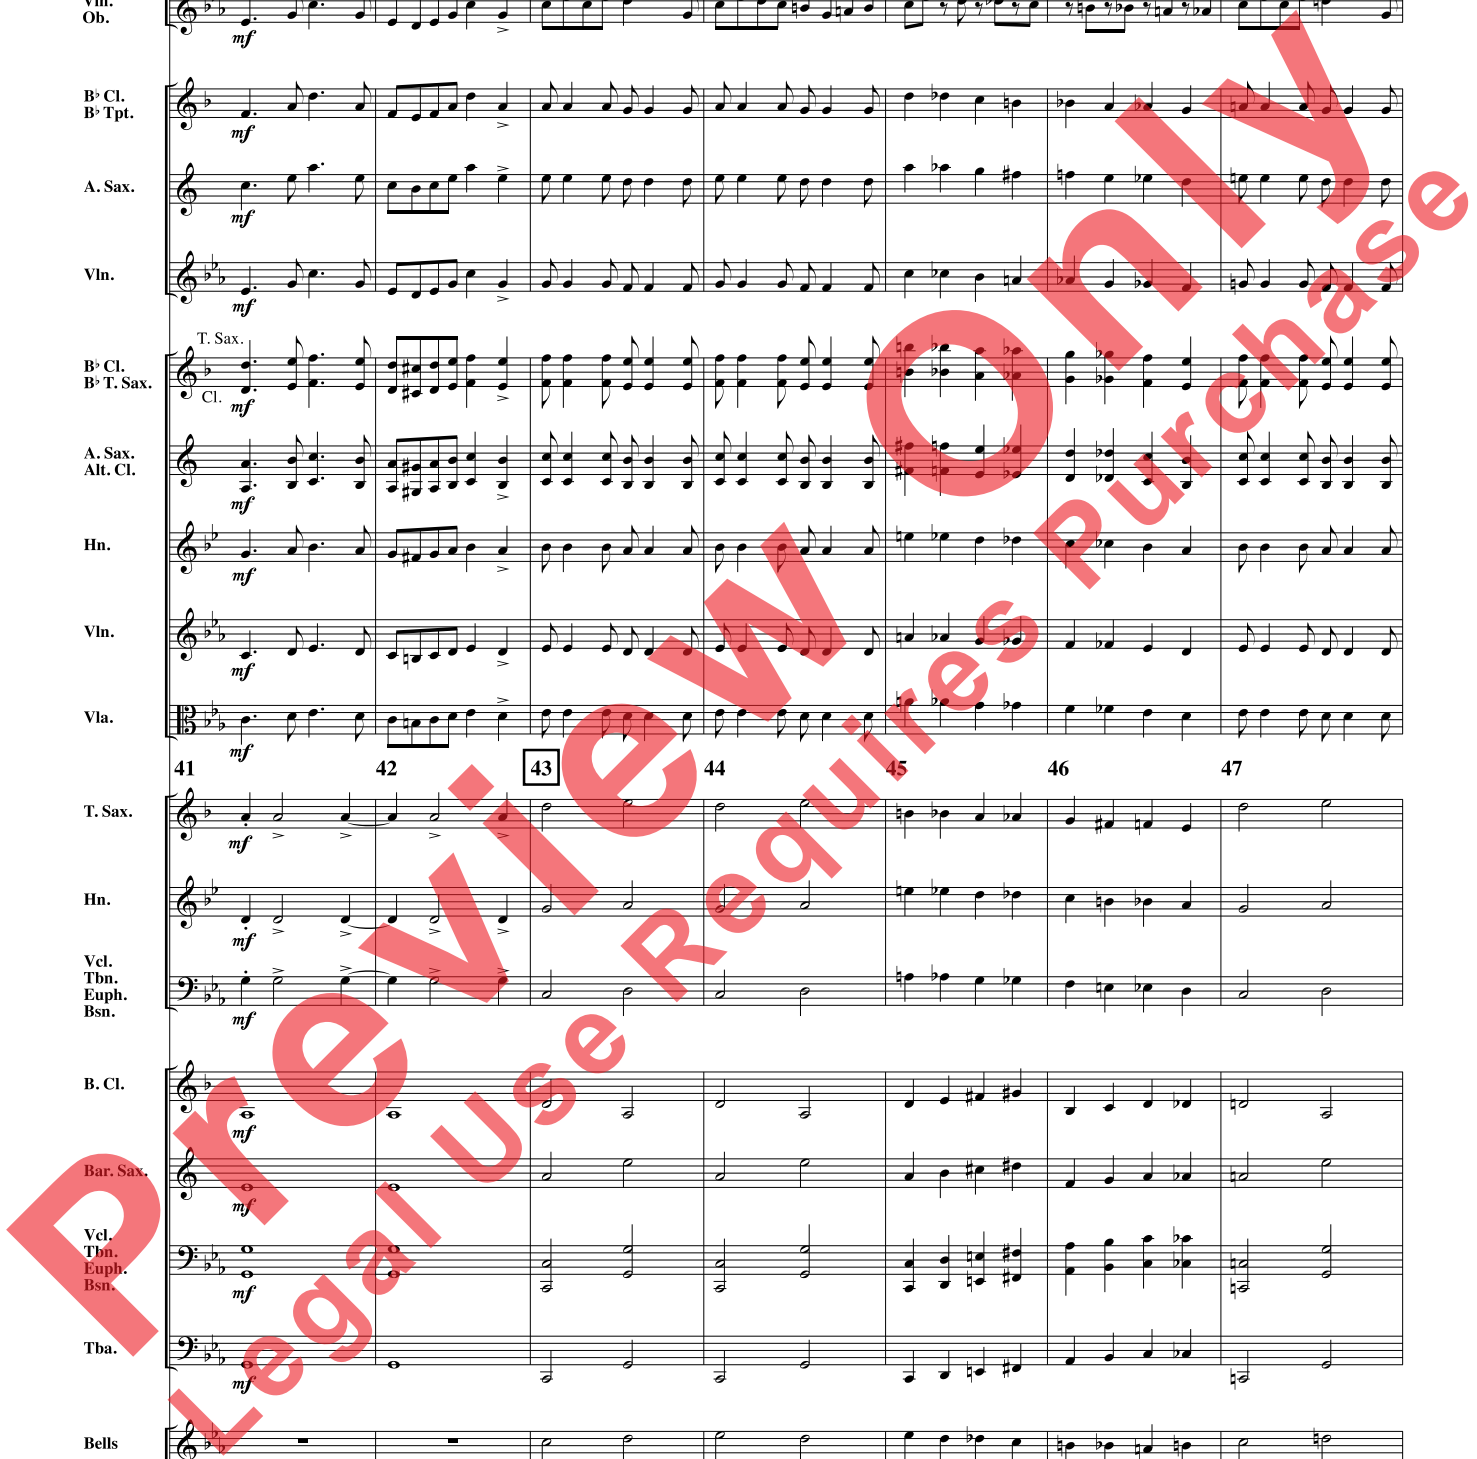 Vln.
Ob.
mf
B♭ Cl.
B♭ Tpt.
mf
A. Sax.
mf
Vln.
mf
T. Sax.
B♭ Cl.
B♭ T. Sax.
Cl.
mf
A. Sax.
Alt. Cl.
mf
Hn.
mf
Vln.
mf
Vla.
mf
41 42 43 44 45 46 47
T. Sax.
mf
Hn.
mf
Vcl.
Tbn.
Euph.
Bsn.
mf
B. Cl.
mf
Bar. Sax.
mf
Vcl.
Tbn.
Euph.
Bsn.
mf
Tba.
mf
Bells
Preview Only
Legal Use Requires Purchase